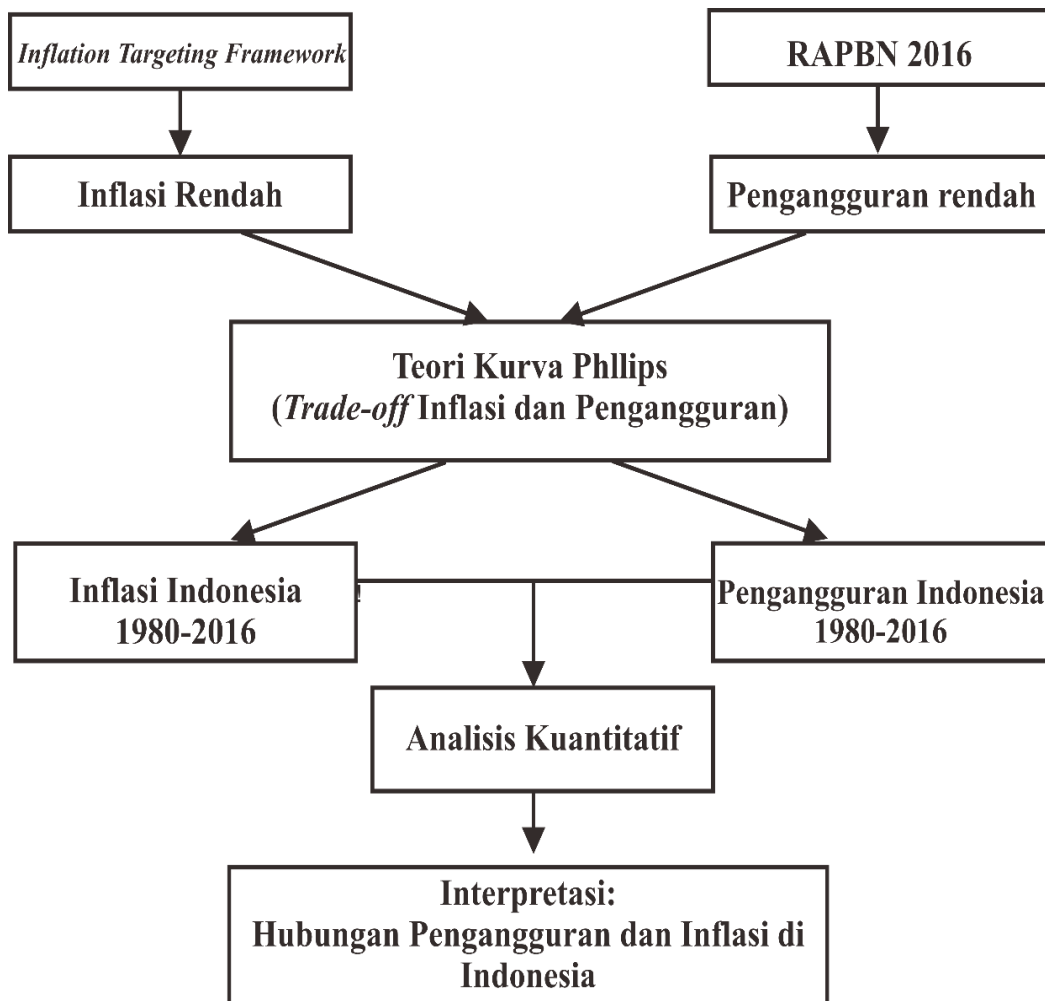 Inflation Targeting Framework
RAPBN 2016
Inflasi Rendah
Pengangguran rendah
Teori Kurva Phllips
(Trade-off Inflasi dan Pengangguran)
Inflasi Indonesia
1980-2016
!
Pengangguran Indonesia
1980-2016
Analisis Kuantitatif
Interpretasi:
Hubungan Pengangguran dan Inflasi di
Indonesia